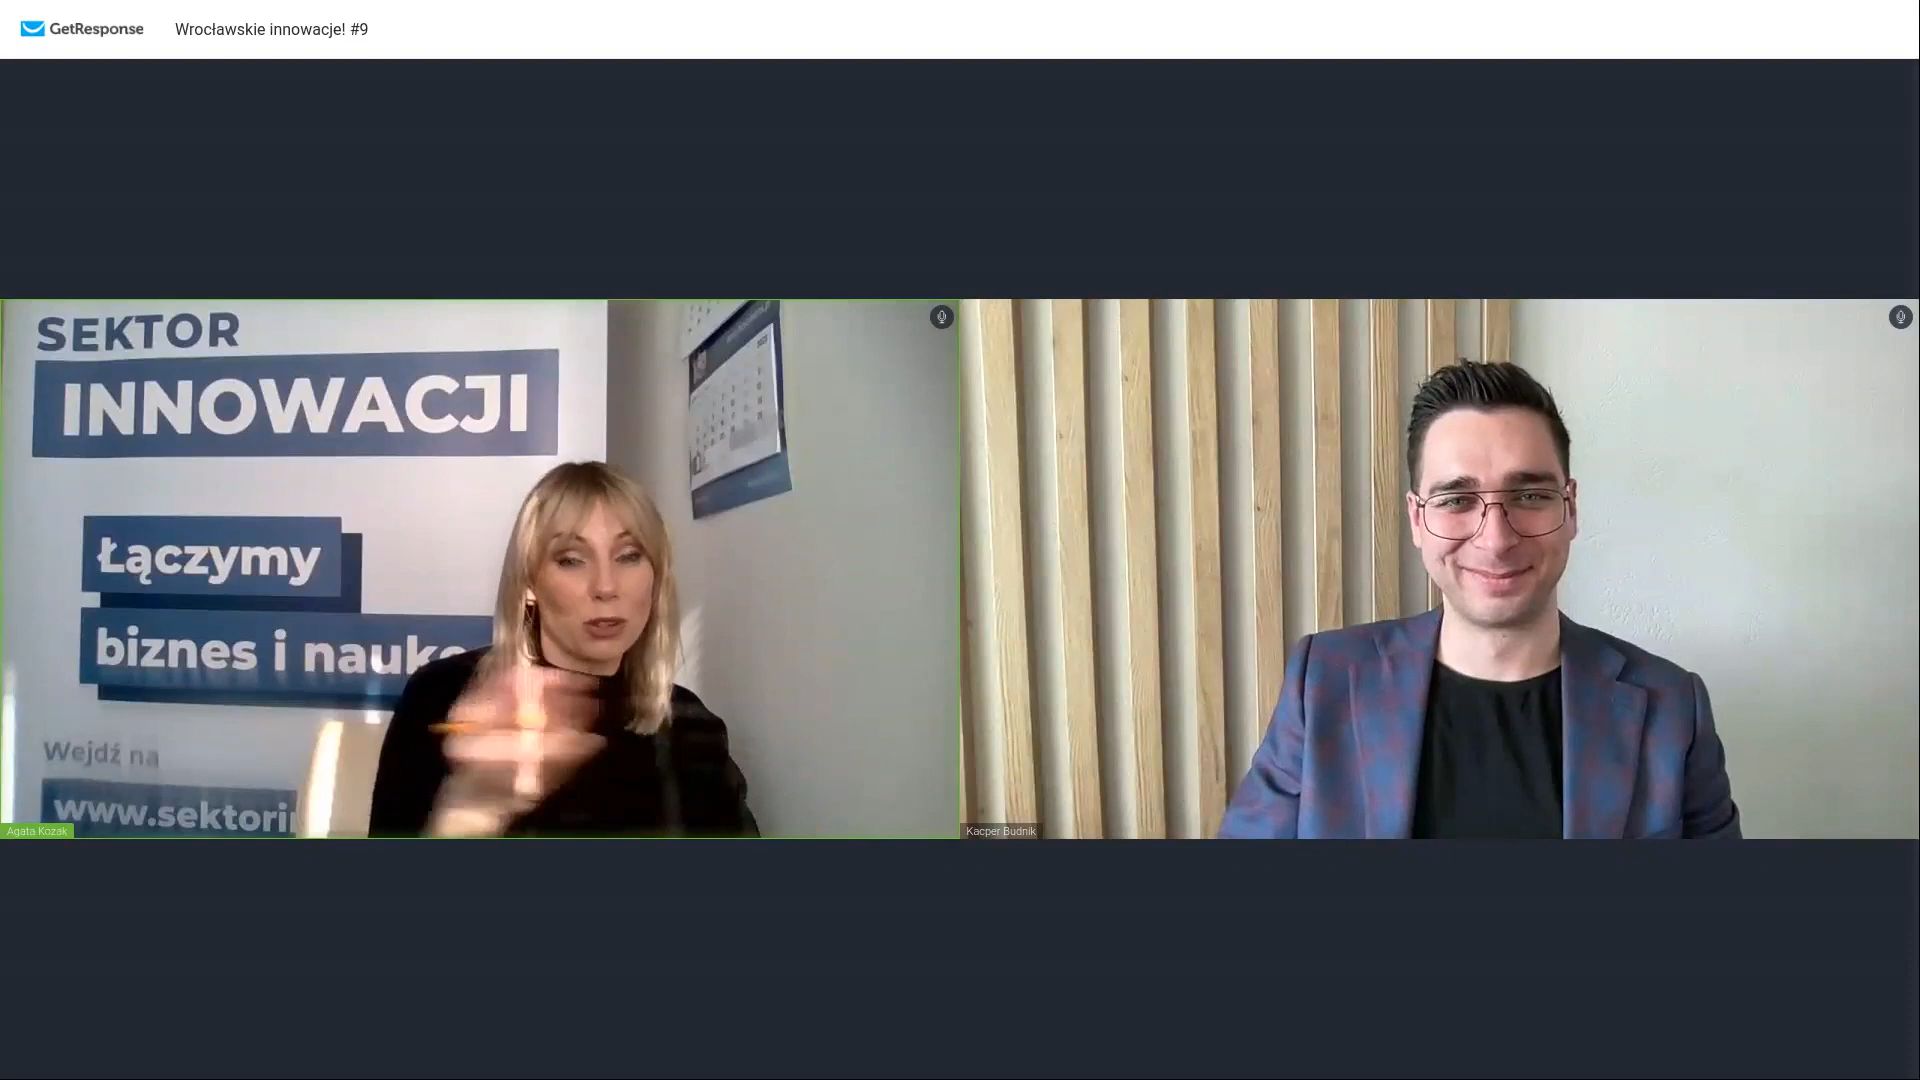 GetResponse
Wrocławskie innowacje! #9
SEKTOR
INNOWACJI
Łączymy
biznes i nauk
Wejdź na
www.sektori
Agata Kozak
Kacper Budnik